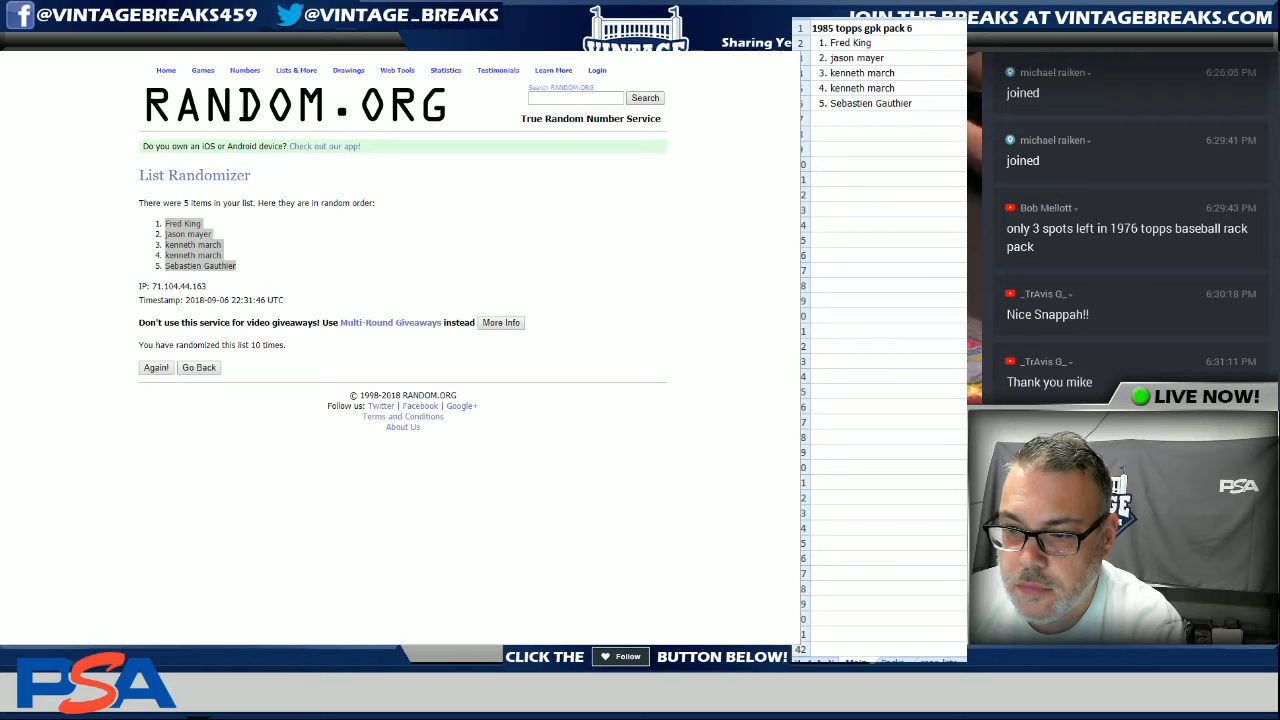 @VINTAGEBREAKS459 @VINTAGE_BREAKS
VINTAGE
Sharing Ye
JOIN THE BREAKS AT VINTAGEBREAKS.COM
Home Games Numbers Lists & More Drawings Web Tools Statistics Testimonials Learn More Login
RANDOM.ORG
Search RANDOM.ORG
Search
True Random Number Service
Do you own an iOS or Android device? Check out our app!
List Randomizer
There were 5 items in your list. Here they are in random order:
1. Fred King
2. jason mayer
3. kenneth march
4. kenneth march
5. Sebastien Gauthier
IP: 71.104.44.163
Timestamp: 2018-09-06 22:31:46 UTC
Don't use this service for video giveaways! Use Multi-Round Giveaways instead More Info
You have randomized this list 10 times.
Again! Go Back
© 1998-2018 RANDOM.ORG
Follow us: Twitter | Facebook | Google+
Terms and Conditions
About Us
1 1985 topps gpk pack 6
2 1. Fred King
2. jason mayer
3. kenneth march
4. kenneth march
5. Sebastien Gauthier
42
Main
michael raiken 6:26:05 PM
joined
michael raiken 6:29:41 PM
joined
Bob Mellott 6:29:43 PM
only 3 spots left in 1976 topps baseball rack
pack
_TrAvis G_ 6:30:18 PM
Nice Snappah!!
_TrAvis G_ 6:31:11 PM
Thank you mike
LIVE NOW!
PSA
CLICK THE Follow BUTTON BELOW!
PSA